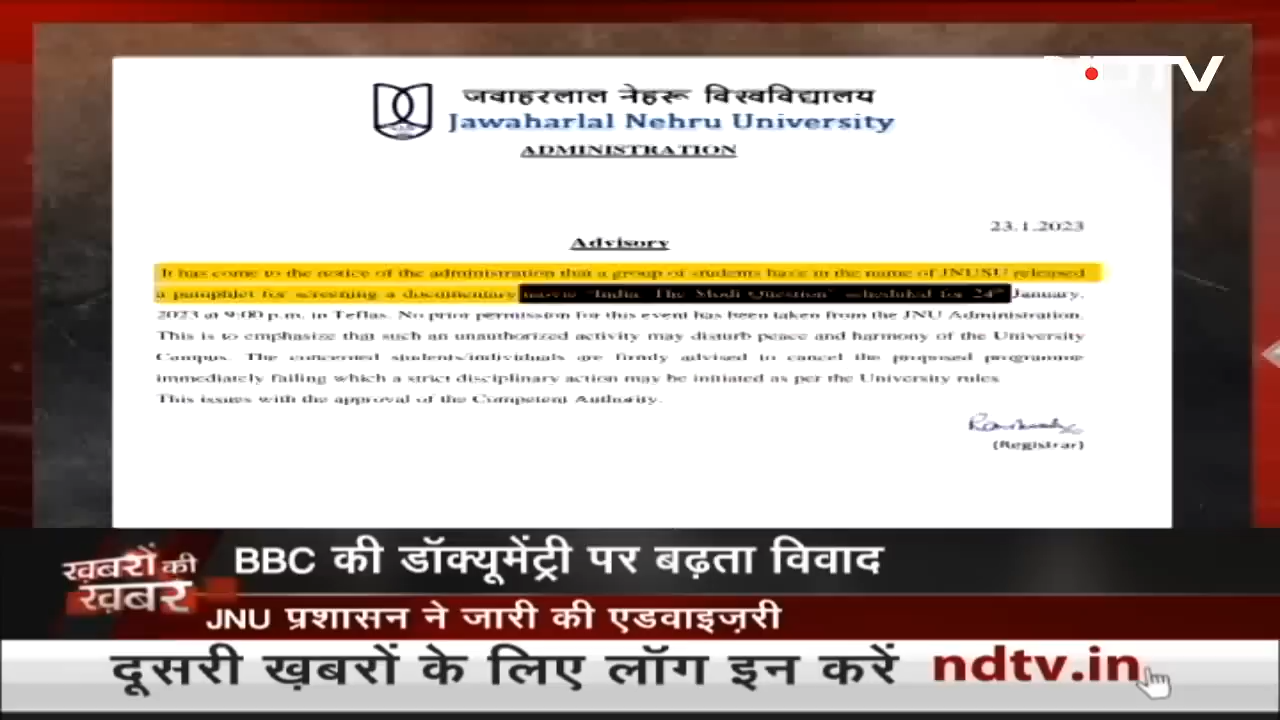 NDTV
जवाहरलाल नेहरू विश्वविद्यालय
Jawaharlal Nehru University
ADMINISTRATION
23.1.2023
Advisory
It has come to the notice of the administration that a group of students have in the name of JNUSU released
a pamphlet for screening a documentary movie "India: The Modi Question" scheduled for 24th January,
2023 at 9:00 p.m. in Teflas. No prior permission for this event has been taken from the JNU Administration.
This is to emphasize that such an unauthorized activity may disturb peace and harmony of the University
Campus. The concerned students/individuals are firmly advised to cancel the proposed programme
immediately failing which a strict disciplinary action may be initiated as per the University rules.
This issues with the approval of the Competent Authority.
(Registrar)
ख़बरों की
ख़बर
BBC की डॉक्यूमेंट्री पर बढ़ता विवाद
JNU प्रशासन ने जारी की एडवाइज़री
दूसरी ख़बरों के लिए लॉग इन करें ndtv.in